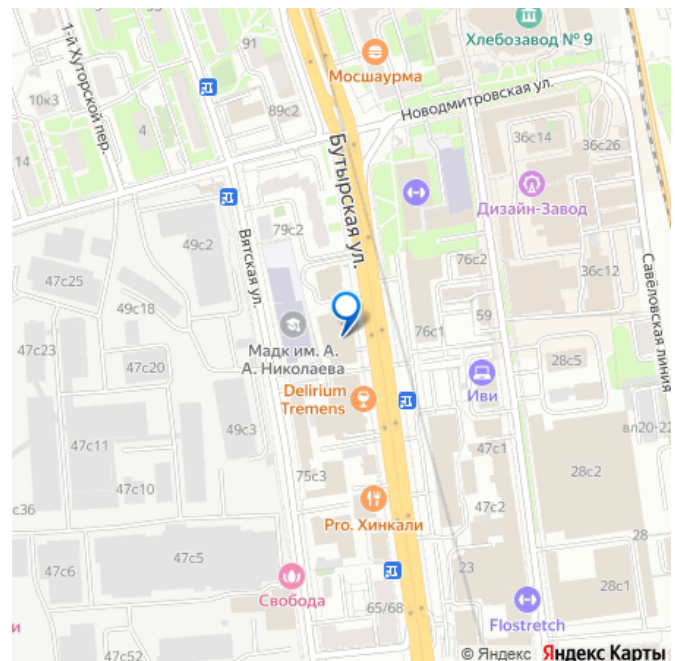 Хлебозавод № 9
91
Мосшаурма
1-й Хуторской пер.
10к3
89с2
Новодмитровская ул.
4
14
36с14
36с26
Бутырская ул.
Дизайн-Завод
79с2
49с2
Вятская ул.
76с2
36с12
Савёловская линия
47с25
49с18
59
76с1
47с23
Мадк им. А.
А. Николаева
47с20
28с5
Delirium
Tremens
Иви
49с3
вл20-22
47с11
47с1
75с3
28с2
47с10
с36
47с2
Pro. Хинкали
28
47с5
23
47с6
28с1
Свобода
65/68
Flostretch
и
47с52
© Яндекс Яндекс Карты